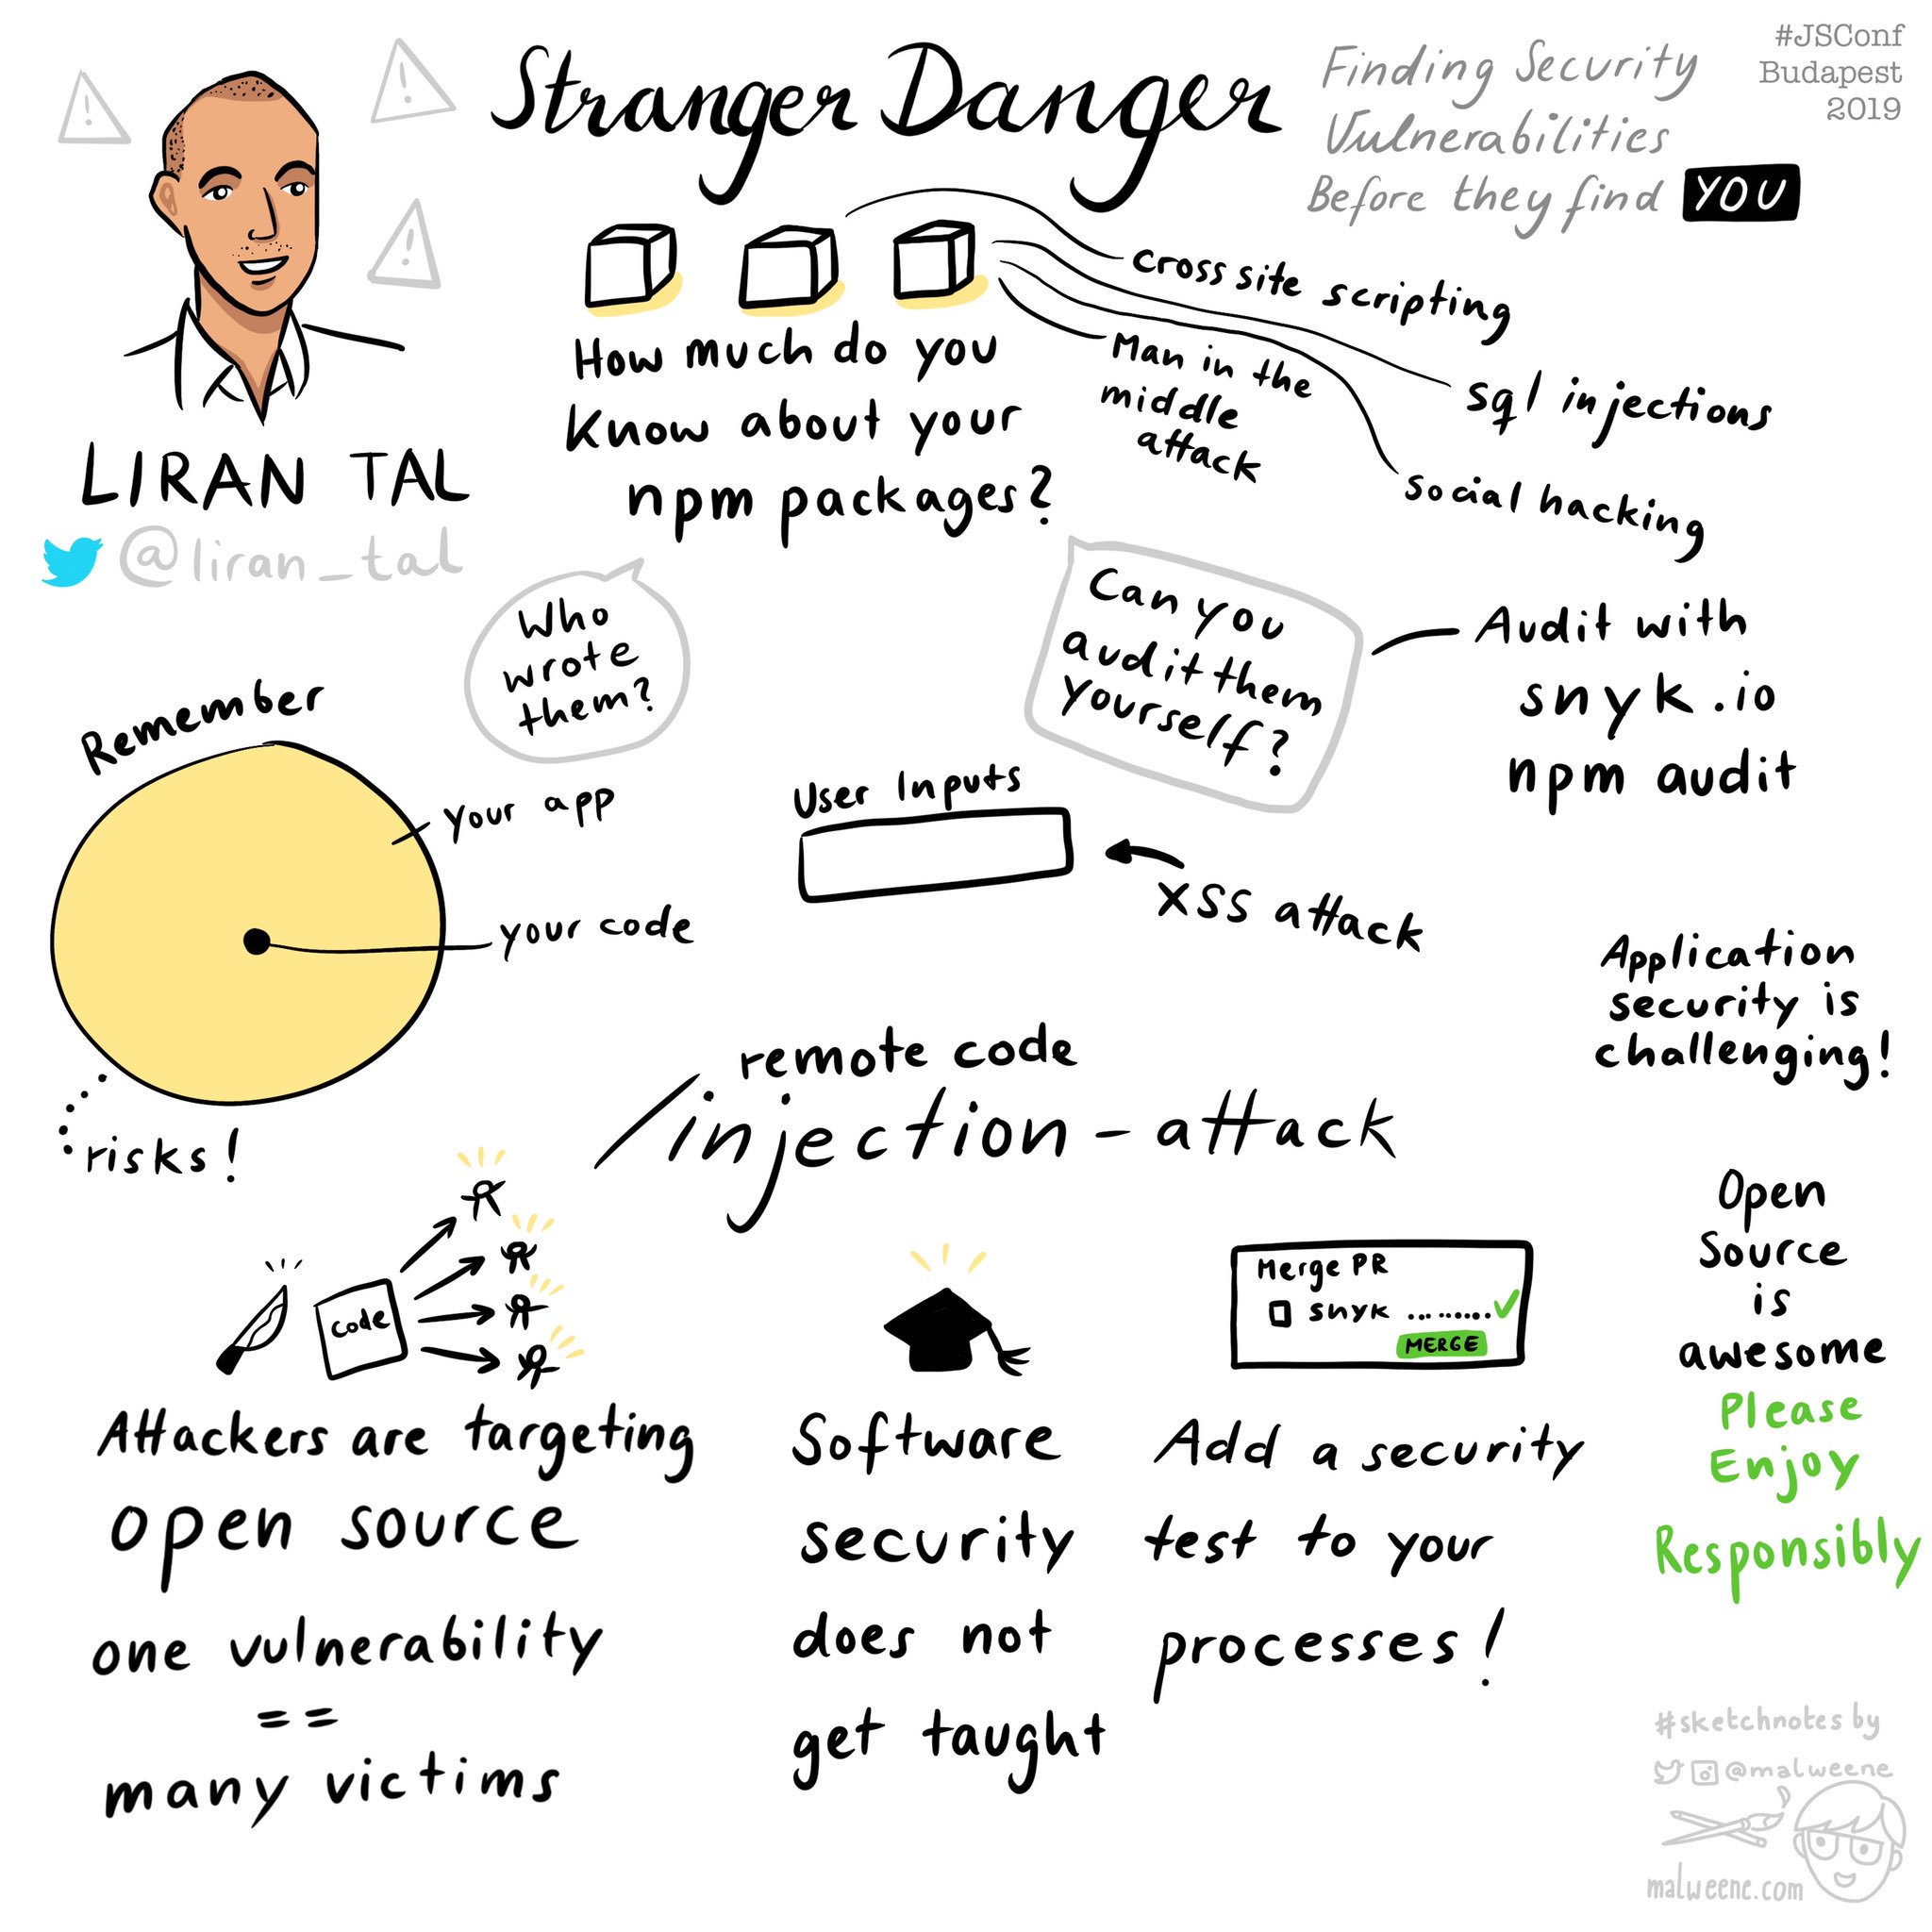 Stranger Danger
Finding Security
Vulnerabilities
Before they find YOU
#JSConf
Budapest
2019
LIRAN TAL
@liran_tal
How much do you
know about your
npm packages?
cross site scripting
sql injections
Man in the
middle
attack
social hacking
Who
wrote
them?
Can you
audit them
yourself?
Audit with
snyk.io
npm audit
Remember
your app
your code
risks!
User Inputs
XSS attack
Application
security is
challenging!
remote code
injection-attack
code
Attackers are targeting
open source
one vulnerability
==
many victims
Software
security
does not
get taught
Merge PR
snyk .........
MERGE
Add a security
test to your
processes!
Open
Source
is
awesome
Please
Enjoy
Responsibly
#sketchnotes by
@malweene
malweene.com